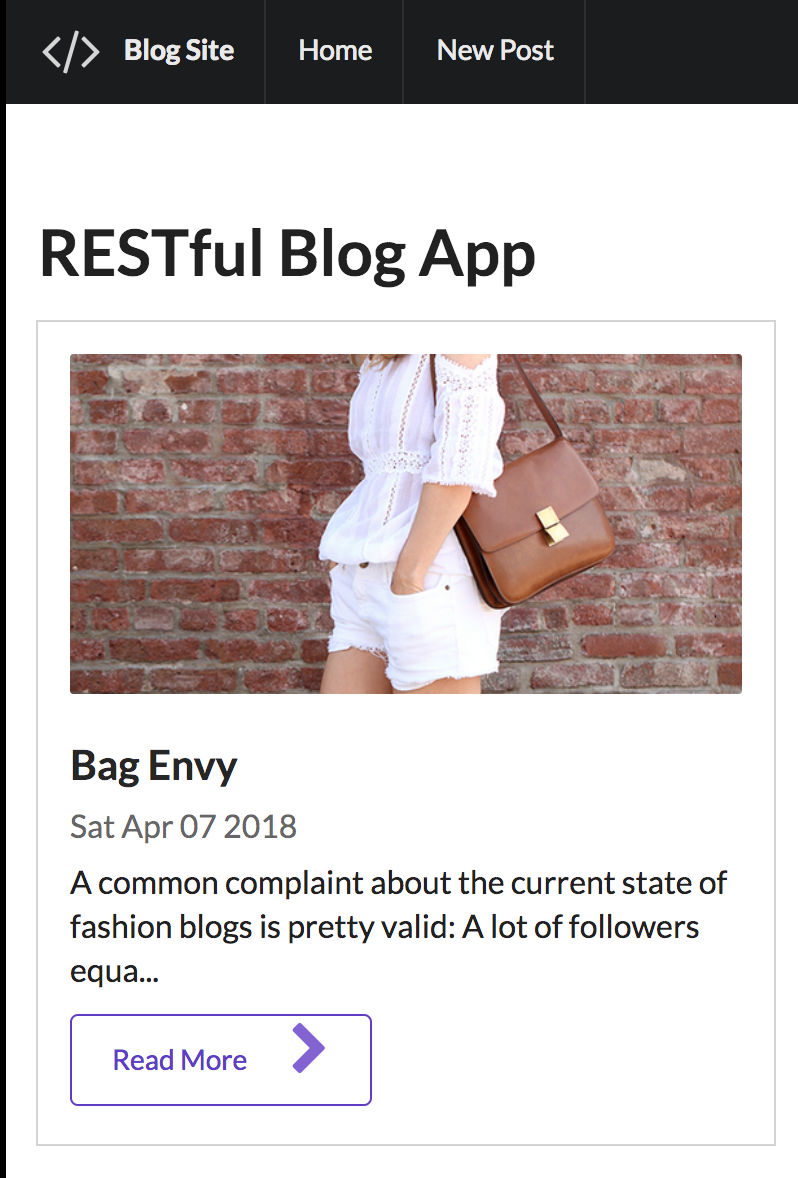 </> Blog Site Home New Post
RESTful Blog App
Bag Envy
Sat Apr 07 2018
A common complaint about the current state of
fashion blogs is pretty valid: A lot of followers
equa...
Read More